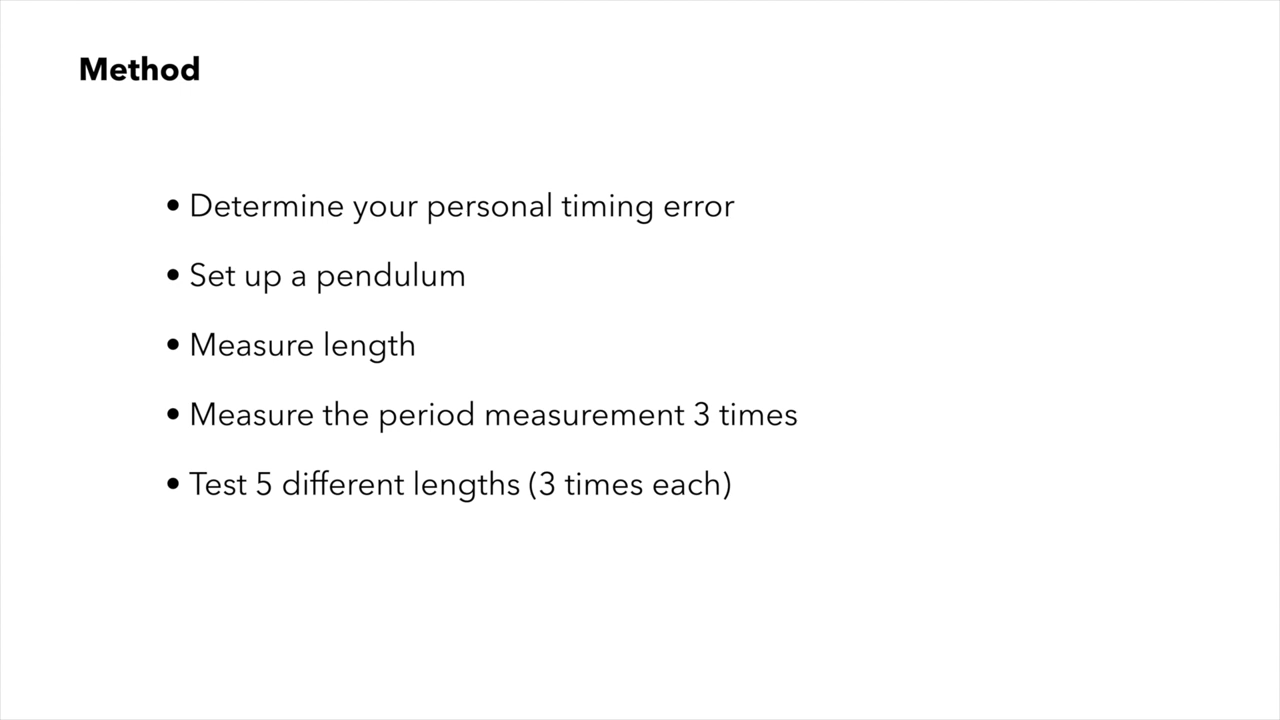 Method
• Determine your personal timing error
• Set up a pendulum
• Measure length
• Measure the period measurement 3 times
• Test 5 different lengths (3 times each)